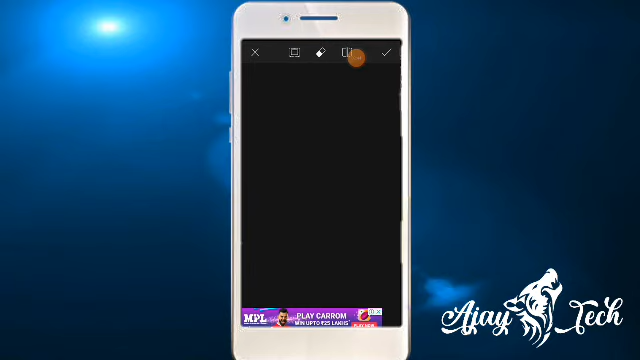 MPL
PLAY CARROM
WIN UPTO ₹25 LAKHS
PLAY NOW
Ajay Tech